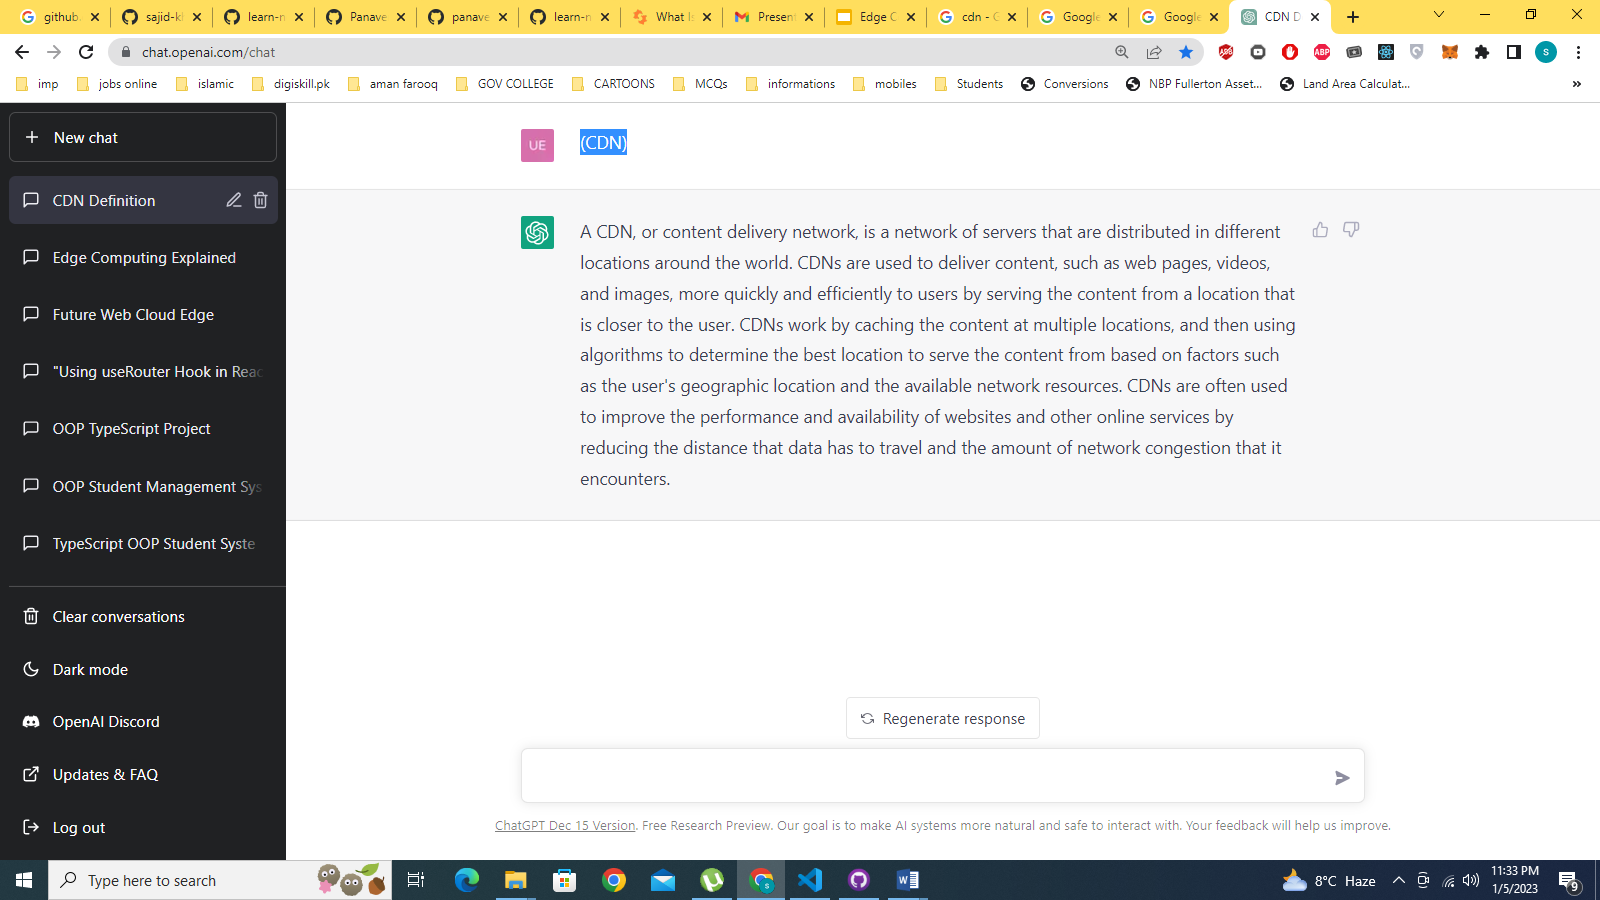 github.
sajid-k
learn-n
Panave
panave
learn-n
What Is
Present
Edge C
cdn - G
Google
Google
CDN D
chat.openai.com/chat
imp
jobs online
islamic
digiskill.pk
aman farooq
GOV COLLEGE
CARTOONS
MCQs
informations
mobiles
Students
Conversions
NBP Fullerton Asset...
Land Area Calculat...
New chat
CDN Definition
Edge Computing Explained
Future Web Cloud Edge
"Using useRouter Hook in Reac
OOP TypeScript Project
OOP Student Management Sys
TypeScript OOP Student Syste
Clear conversations
Dark mode
OpenAI Discord
Updates & FAQ
Log out
UE
(CDN)
A CDN, or content delivery network, is a network of servers that are distributed in different
locations around the world. CDNs are used to deliver content, such as web pages, videos,
and images, more quickly and efficiently to users by serving the content from a location that
is closer to the user. CDNs work by caching the content at multiple locations, and then using
algorithms to determine the best location to serve the content from based on factors such
as the user's geographic location and the available network resources. CDNs are often used
to improve the performance and availability of websites and other online services by
reducing the distance that data has to travel and the amount of network congestion that it
encounters.
Regenerate response
ChatGPT Dec 15 Version. Free Research Preview. Our goal is to make AI systems more natural and safe to interact with. Your feedback will help us improve.
Type here to search
8°C Haze
11:33 PM
1/5/2023
9